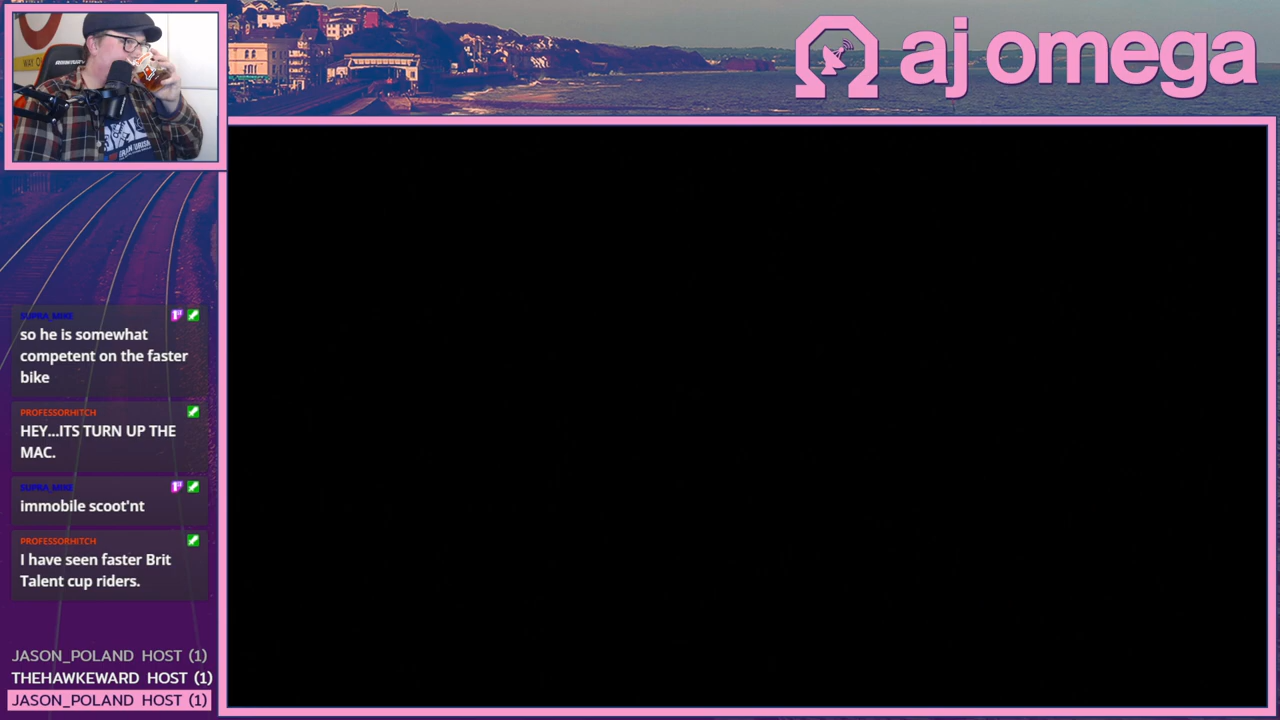 aj omega
SUPRA_MIKE
so he is somewhat
competent on the faster
bike
PROFESSORHITCH
HEY...ITS TURN UP THE
MAC.
SUPRA_MIKE
immobile scoot'nt
PROFESSORHITCH
I have seen faster Brit
Talent cup riders.
JASON_POLAND HOST (1)
THEHAWKEWARD HOST (1)
JASON_POLAND HOST (1)